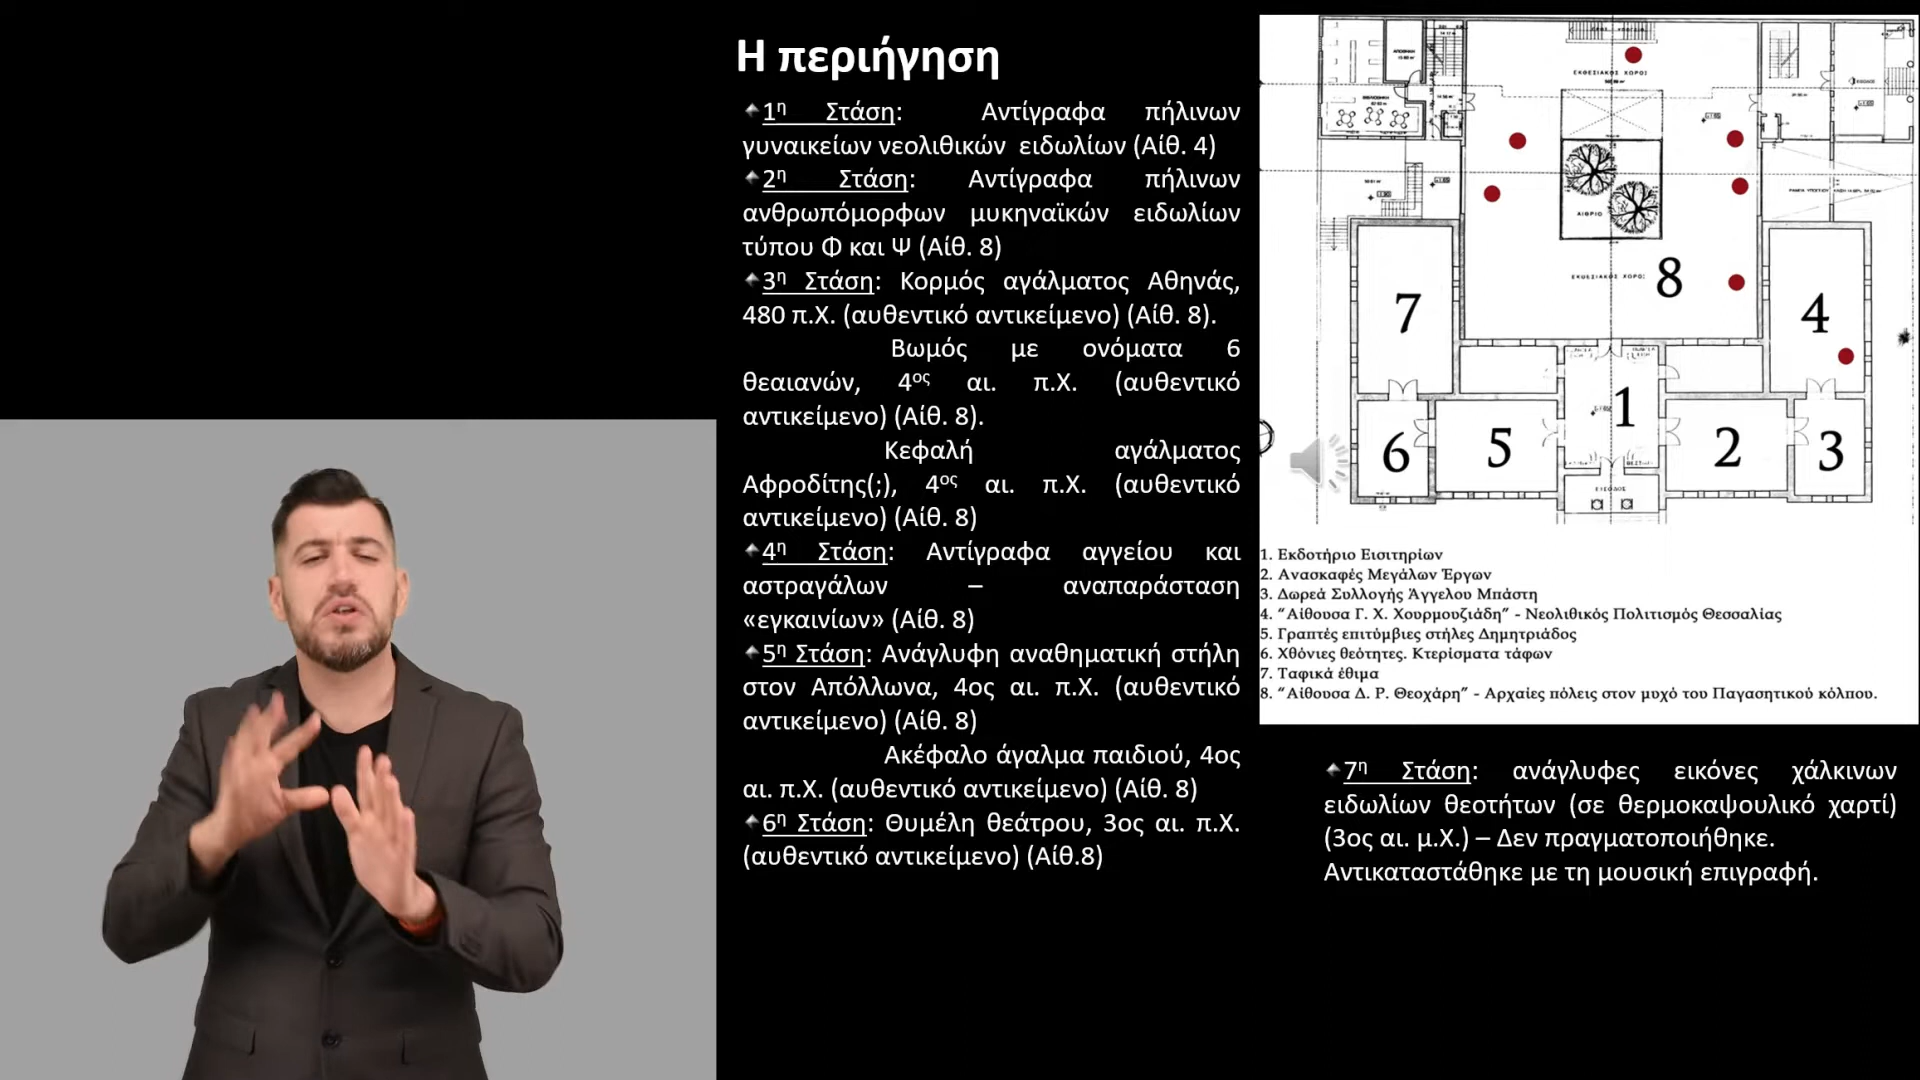 Η περιήγηση
1η Στάση: Αντίγραφα πήλινων
γυναικείων νεολιθικών ειδωλίων (Αίθ. 4)
2η Στάση: Αντίγραφα πήλινων
ανθρωπόμορφων μυκηναϊκών ειδωλίων
τύπου Φ και Ψ (Αίθ. 8)
3η Στάση: Κορμός αγάλματος Αθηνάς,
480 π.Χ. (αυθεντικό αντικείμενο) (Αίθ. 8).
Βωμός με ονόματα 6
θεαιανών, 4ος αι. π.Χ. (αυθεντικό
αντικείμενο) (Αίθ. 8).
Κεφαλή αγάλματος
Αφροδίτης(;), 4ος αι. π.Χ. (αυθεντικό
αντικείμενο) (Αίθ. 8)
4η Στάση: Αντίγραφα αγγείου και
αστραγάλων – αναπαράσταση
«εγκαινίων» (Αίθ. 8)
5η Στάση: Ανάγλυφη αναθηματική στήλη
στον Απόλλωνα, 4ος αι. π.Χ. (αυθεντικό
αντικείμενο) (Αίθ. 8)
Ακέφαλο άγαλμα παιδιού, 4ος
αι. π.Χ. (αυθεντικό αντικείμενο) (Αίθ. 8)
6η Στάση: Θυμέλη θεάτρου, 3ος αι. π.Χ.
(αυθεντικό αντικείμενο) (Αίθ.8)
ΑΠΟΘΗΚΗ
ΕΚΘΕΣΙΑΚΟΣ ΧΩΡΟΣ
ΒΙΒΛΙΟΘΗΚΗ
ΑΙΘΡΙΟ
ΕΚΘΕΣΙΑΚΟΣ ΧΩΡΟΣ
8
7
4
1
6
5
2
3
ΕΙΣΟΔΟΣ
1. Εκδοτήριο Εισιτηρίων
2. Ανασκαφές Μεγάλων Έργων
3. Δωρεά Συλλογής Άγγελου Μπάστη
4. “Αίθουσα Γ. Χ. Χουρμουζιάδη” - Νεολιθικός Πολιτισμός Θεσσαλίας
5. Γραπτές επιτύμβιες στήλες Δημητριάδος
6. Χθόνιες θεότητες. Κτερίσματα τάφων
7. Ταφικά έθιμα
8. “Αίθουσα Δ. Ρ. Θεοχάρη” - Αρχαίες πόλεις στον μυχό του Παγασητικού κόλπου.
7η Στάση: ανάγλυφες εικόνες χάλκινων
ειδωλίων θεοτήτων (σε θερμοκαψουλικό χαρτί)
(3ος αι. μ.Χ.) – Δεν πραγματοποιήθηκε.
Αντικαταστάθηκε με τη μουσική επιγραφή.